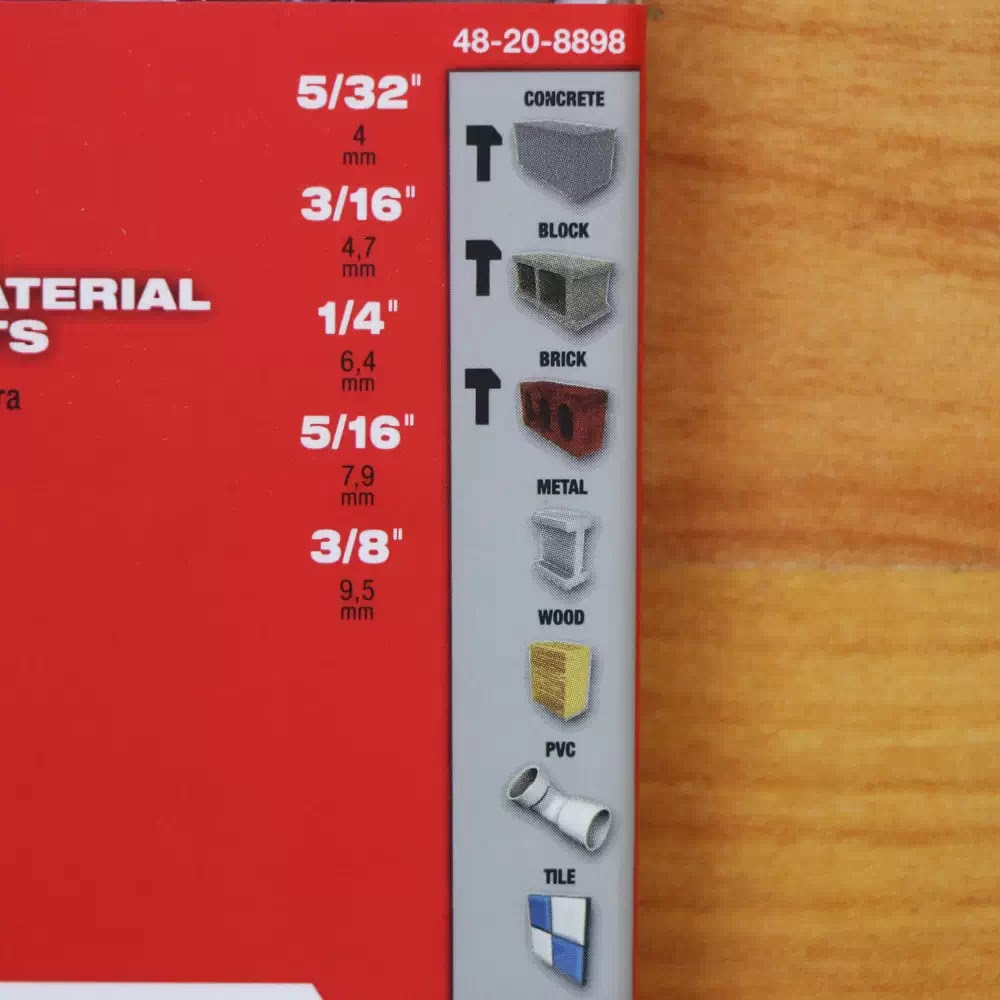 48-20-8898
5/32"
4
mm
3/16"
4,7
mm
1/4"
6,4
mm
5/16"
7,9
mm
3/8"
9,5
mm
ATERIAL
TS
ra
CONCRETE
BLOCK
BRICK
METAL
WOOD
PVC
TILE